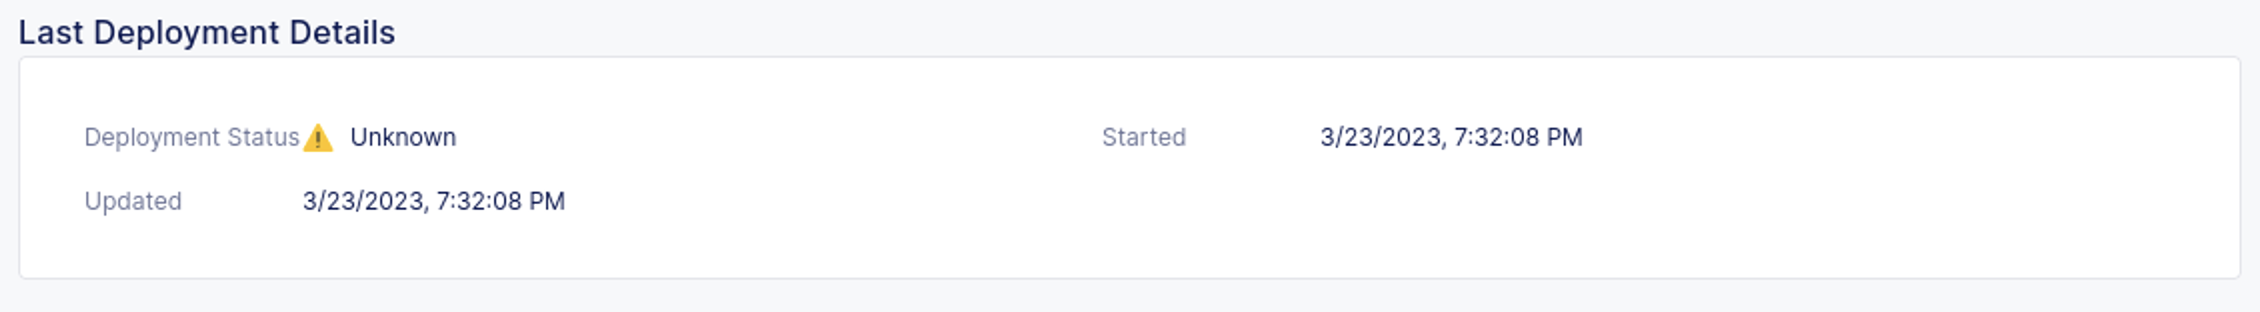 Last Deployment Details
Deployment Status Unknown Started 3/23/2023, 7:32:08 PM
Updated 3/23/2023, 7:32:08 PM